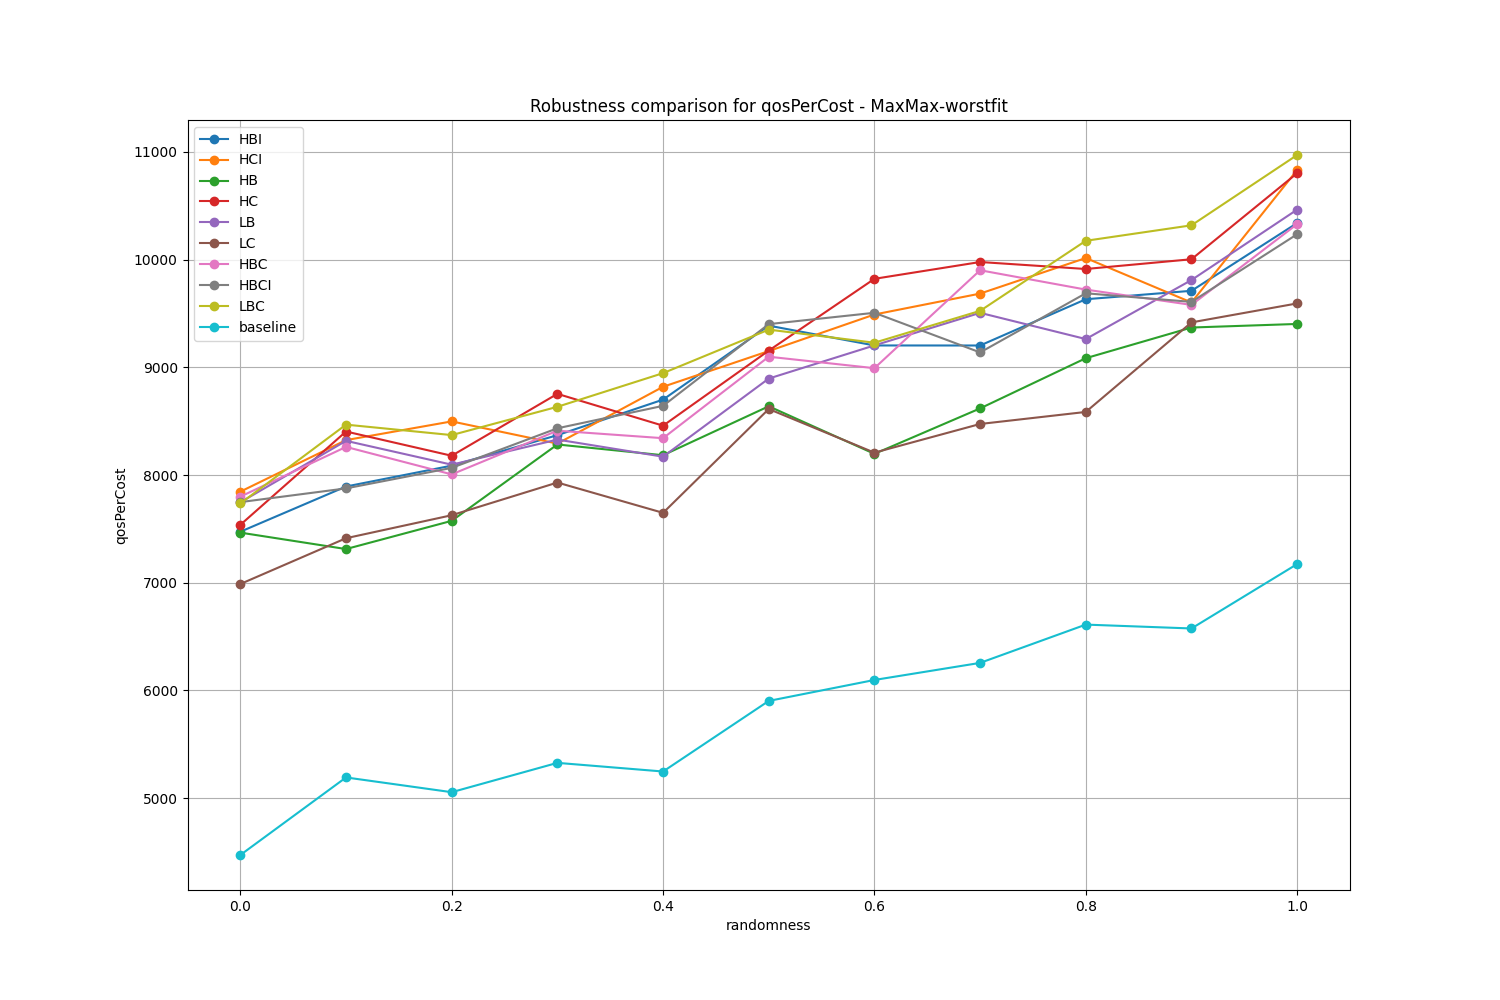 Robustness comparison for qosPerCost - MaxMax-worstfit
HBI
HCI
HB
HC
LB
LC
HBC
HBCI
LBC
baseline
11000
10000
9000
8000
7000
6000
5000
qosPerCost
0.0 0.2 0.4 0.6 0.8 1.0
randomness